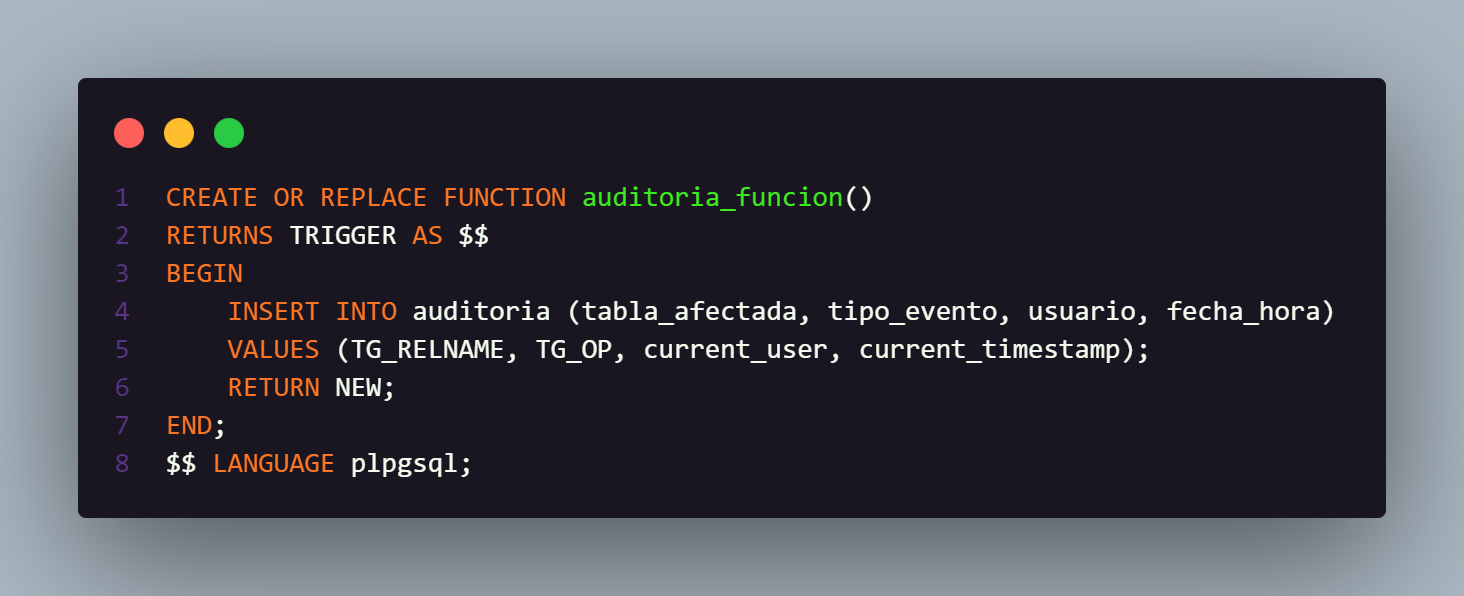 1 CREATE OR REPLACE FUNCTION auditoria_funcion()
2 RETURNS TRIGGER AS $$
3 BEGIN
4     INSERT INTO auditoria (tabla_afectada, tipo_evento, usuario, fecha_hora)
5     VALUES (TG_RELNAME, TG_OP, current_user, current_timestamp);
6     RETURN NEW;
7 END;
8 $$ LANGUAGE plpgsql;